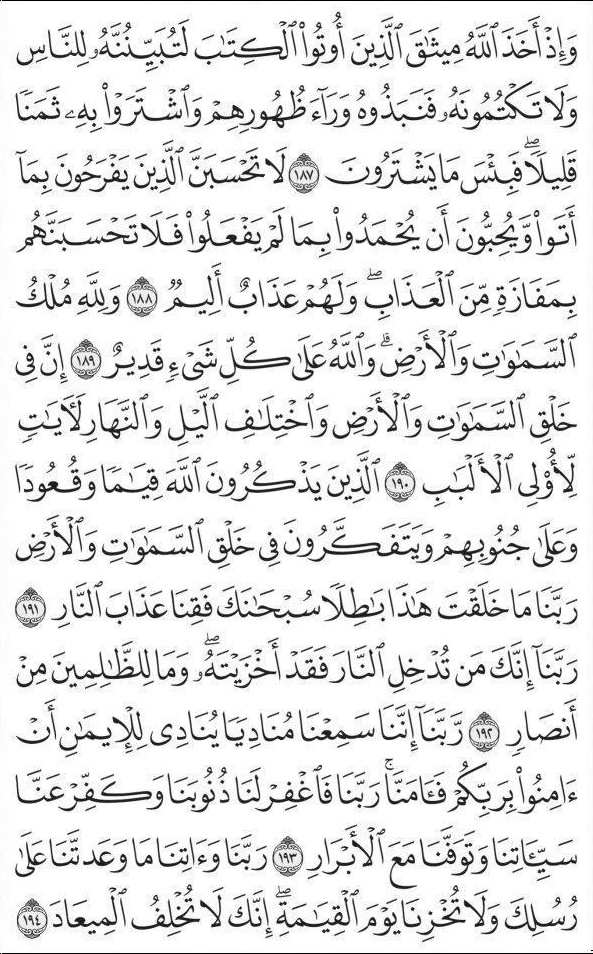 وَإِذْ أَخَذَ ٱللَّهُ مِيثَٰقَ ٱلَّذِينَ أُوتُوا۟ ٱلْكِتَٰبَ لَتُبَيِّنُنَّهُۥ لِلنَّاسِ
وَلَا تَكْتُمُونَهُۥ فَنَبَذُوهُ وَرَآءَ ظُهُورِهِمْ وَٱشْتَرَوْا۟ بِهِۦ ثَمَنًا
قَلِيلًا ۖ فَبِئْسَ مَا يَشْتَرُونَ ١٨٧ لَا تَحْسَبَنَّ ٱلَّذِينَ يَفْرَحُونَ بِمَآ
أَتَوا۟ وَّيُحِبُّونَ أَن يُحْمَدُوا۟ بِمَا لَمْ يَفْعَلُوا۟ فَلَا تَحْسَبَنَّهُم
بِمَفَازَةٍ مِّنَ ٱلْعَذَابِ ۖ وَلَهُمْ عَذَابٌ أَلِيمٌ ١٨٨ وَلِلَّهِ مُلْكُ
ٱلسَّمَٰوَٰتِ وَٱلْأَرْضِ ۗ وَٱللَّهُ عَلَىٰ كُلِّ شَىْءٍ قَدِيرٌ ١٨٩ إِنَّ فِى
خَلْقِ ٱلسَّمَٰوَٰتِ وَٱلْأَرْضِ وَٱخْتِلَٰفِ ٱلَّيْلِ وَٱلنَّهَارِ لَءَايَٰتٍ
لِّأُو۟لِى ٱلْأَلْبَٰبِ ١٩٠ ٱلَّذِينَ يَذْكُرُونَ ٱللَّهَ قِيَٰمًا وَقُعُودًا
وَعَلَىٰ جُنُوبِهِمْ وَيَتَفَكَّرُونَ فِى خَلْقِ ٱلسَّمَٰوَٰتِ وَٱلْأَرْضِ
رَبَّنَا مَا خَلَقْتَ هَٰذَا بَٰطِلًا سُبْحَٰنَكَ فَقِنَا عَذَابَ ٱلنَّارِ ١٩١
رَبَّنَآ إِنَّكَ مَن تُدْخِلِ ٱلنَّارَ فَقَدْ أَخْزَيْتَهُۥ ۖ وَمَا لِلظَّٰلِمِينَ مِنْ
أَنصَارٍ ١٩٢ رَّبَّنَآ إِنَّنَا سَمِعْنَا مُنَادِيًا يُنَادِى لِلْإِيمَٰنِ أَنْ
ءَامِنُوا۟ بِرَبِّكُمْ فَـَٔامَنَّا ۚ رَبَّنَا فَٱغْفِرْ لَنَا ذُنُوبَنَا وَكَفِّرْ عَنَّا
سَيِّـَٔاتِنَا وَتَوَفَّنَا مَعَ ٱلْأَبْرَارِ ١٩٣ رَبَّنَا وَءَاتِنَا مَا وَعَدتَّنَا عَلَىٰ
رُسُلِكَ وَلَا تُخْزِنَا يَوْمَ ٱلْقِيَٰمَةِ ۖ إِنَّكَ لَا تُخْلِفُ ٱلْمِيعَادَ ١٩٤